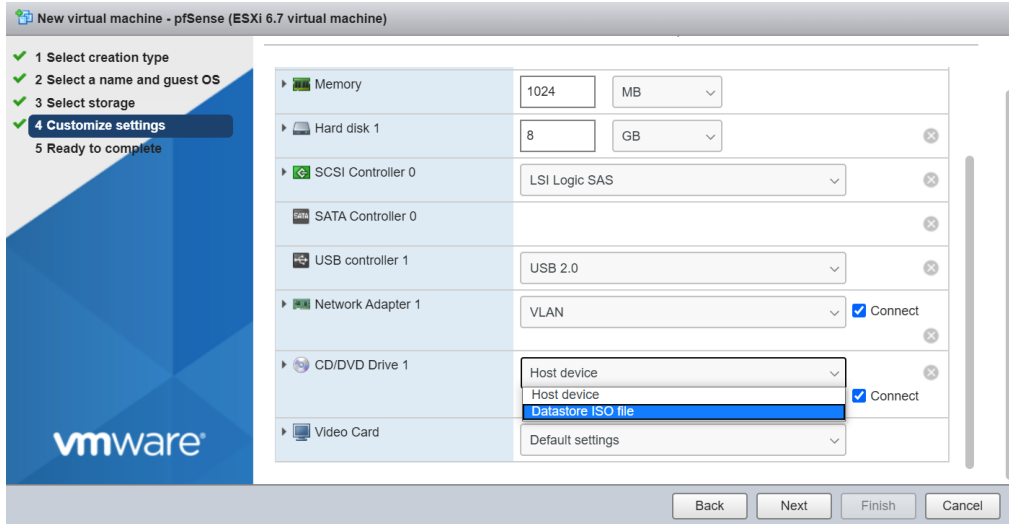 New virtual machine - pfSense (ESXi 6.7 virtual machine)
1 Select creation type
2 Select a name and guest OS
3 Select storage
4 Customize settings
5 Ready to complete
vmware®
Memory
1024 MB
Hard disk 1
8 GB
SCSI Controller 0
LSI Logic SAS
SATA
SATA Controller 0
USB controller 1
USB 2.0
Network Adapter 1
VLAN
Connect
CD/DVD Drive 1
Host device
Host device
Datastore ISO file
Connect
Video Card
Default settings
Back Next Finish Cancel